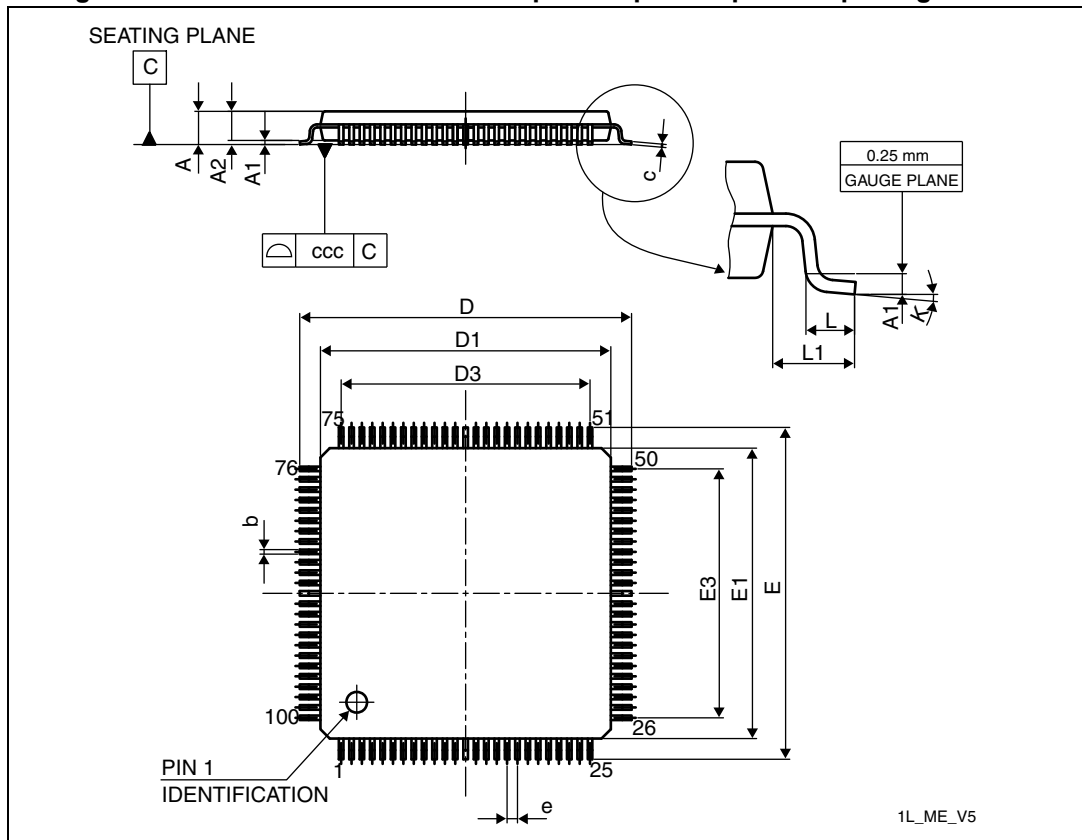 SEATING PLANE
C
A
A2
A1
c
0.25 mm
GAUGE PLANE
ccc C
A1
K
L
L1
D
D1
D3
75
51
76
50
b
E3
E1
E
100
26
PIN 1
IDENTIFICATION
1
25
e
1L_ME_V5